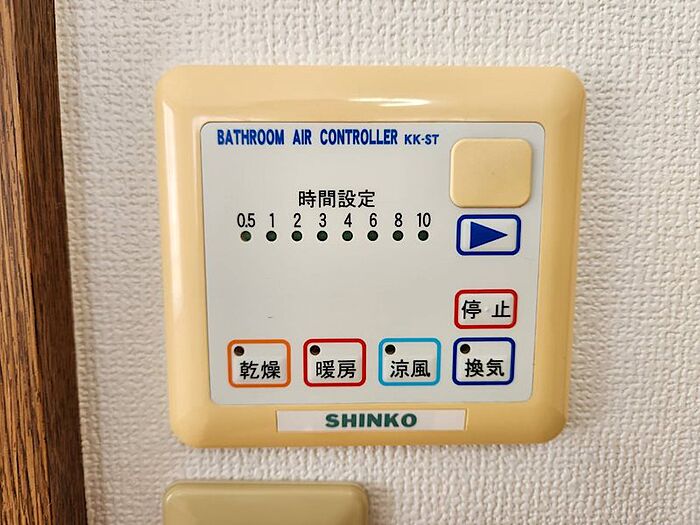 BATHROOM AIR CONTROLLER KK-ST
時間設定
0.5 1 2 3 4 6 8 10
停止
乾燥 暖房 涼風 換気
SHINKO